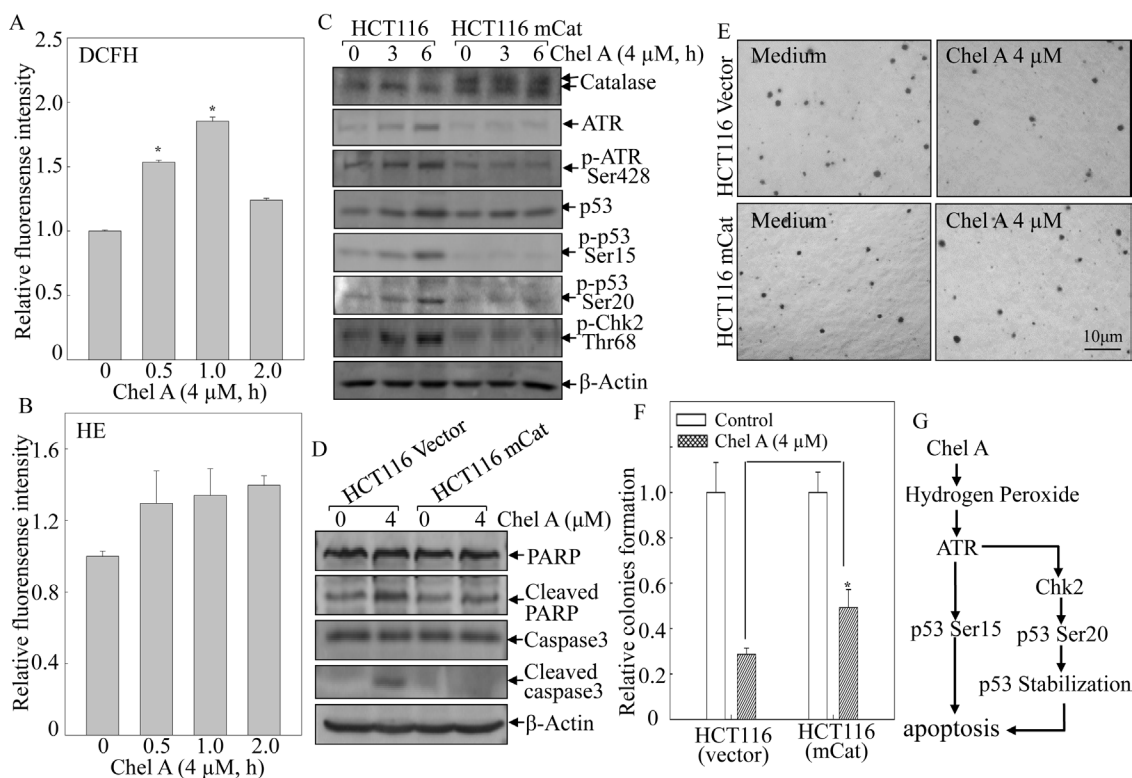 A
DCFH
Relative fluorensense intensity
2.5
2.0
1.5
1.0
0.5
0
0 0.5 1.0 2.0
* *
Chel A (4 μM, h)
B
HE
Relative fluorensense intensity
1.6
1.2
0.8
0.4
0
0 0.5 1.0 2.0
Chel A (4 μM, h)
C
HCT116 HCT116 mCat
0 3 6 0 3 6 Chel A (4 μM, h)
Catalase
ATR
p-ATR
Ser428
p53
p-p53
Ser15
p-p53
Ser20
p-Chk2
Thr68
β-Actin
D
HCT116 Vector
HCT116 mCat
0 4 0 4 Chel A (μM)
PARP
Cleaved
PARP
Caspase3
Cleaved
caspase3
β-Actin
E
HCT116 Vector
Medium
Chel A 4 μM
HCT116 mCat
Medium
Chel A 4 μM
10μm
F
Control
Chel A (4 μM)
Relative colonies formation
1.0
0.8
0.6
0.4
0.2
0
*
HCT116
(vector)
HCT116
(mCat)
G
Chel A
Hydrogen Peroxide
ATR
Chk2
p53 Ser15
p53 Ser20
p53 Stabilization
apoptosis